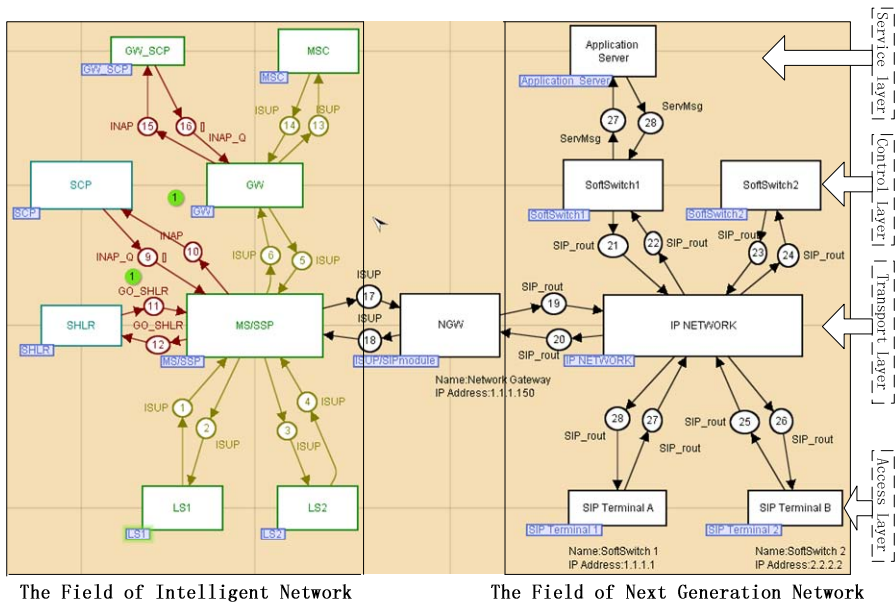 GW_SCP
GW_SCP
MSC
MSC
Application
Server
Application Server
Service Layer
ISUP
ISUP
INAP
15
16
[]
INAP_Q
14
13
27
28
ServMsg
ServMsg
SCP
SCP
1
GW
GW
SoftSwitch1
SoftSwitch1
SoftSwitch2
SoftSwitch2
Control Layer
INAP
INAP_Q
9
[]
10
6
5
ISUP
SIP_rout
21
22
SIP_rout
SIP_rout
23
24
SIP_rout
1
GO_SHLR
11
GO_SHLR
12
SHLR
SHLR
MS/SSP
MS/SSP
ISUP
17
ISUP
18
NGW
ISUP/SIPmodule
SIP_rout
19
20
SIP_rout
IP NETWORK
IP NETWORK
Transport Layer
Name:Network Gateway
IP Address:1.1.1.150
ISUP
1
2
ISUP
4
3
ISUP
28
27
SIP_rout
SIP_rout
SIP_rout
25
26
SIP_rout
LS1
LS1
LS2
LS2
SIP Terminal A
SIP Terminal 1
SIP Terminal B
SIP Terminal 2
Access Layer
Name:SoftSwitch 1
IP Address:1.1.1.1
Name:SoftSwitch 2
IP Address:2.2.2.2
The Field of Intelligent Network
The Field of Next Generation Network